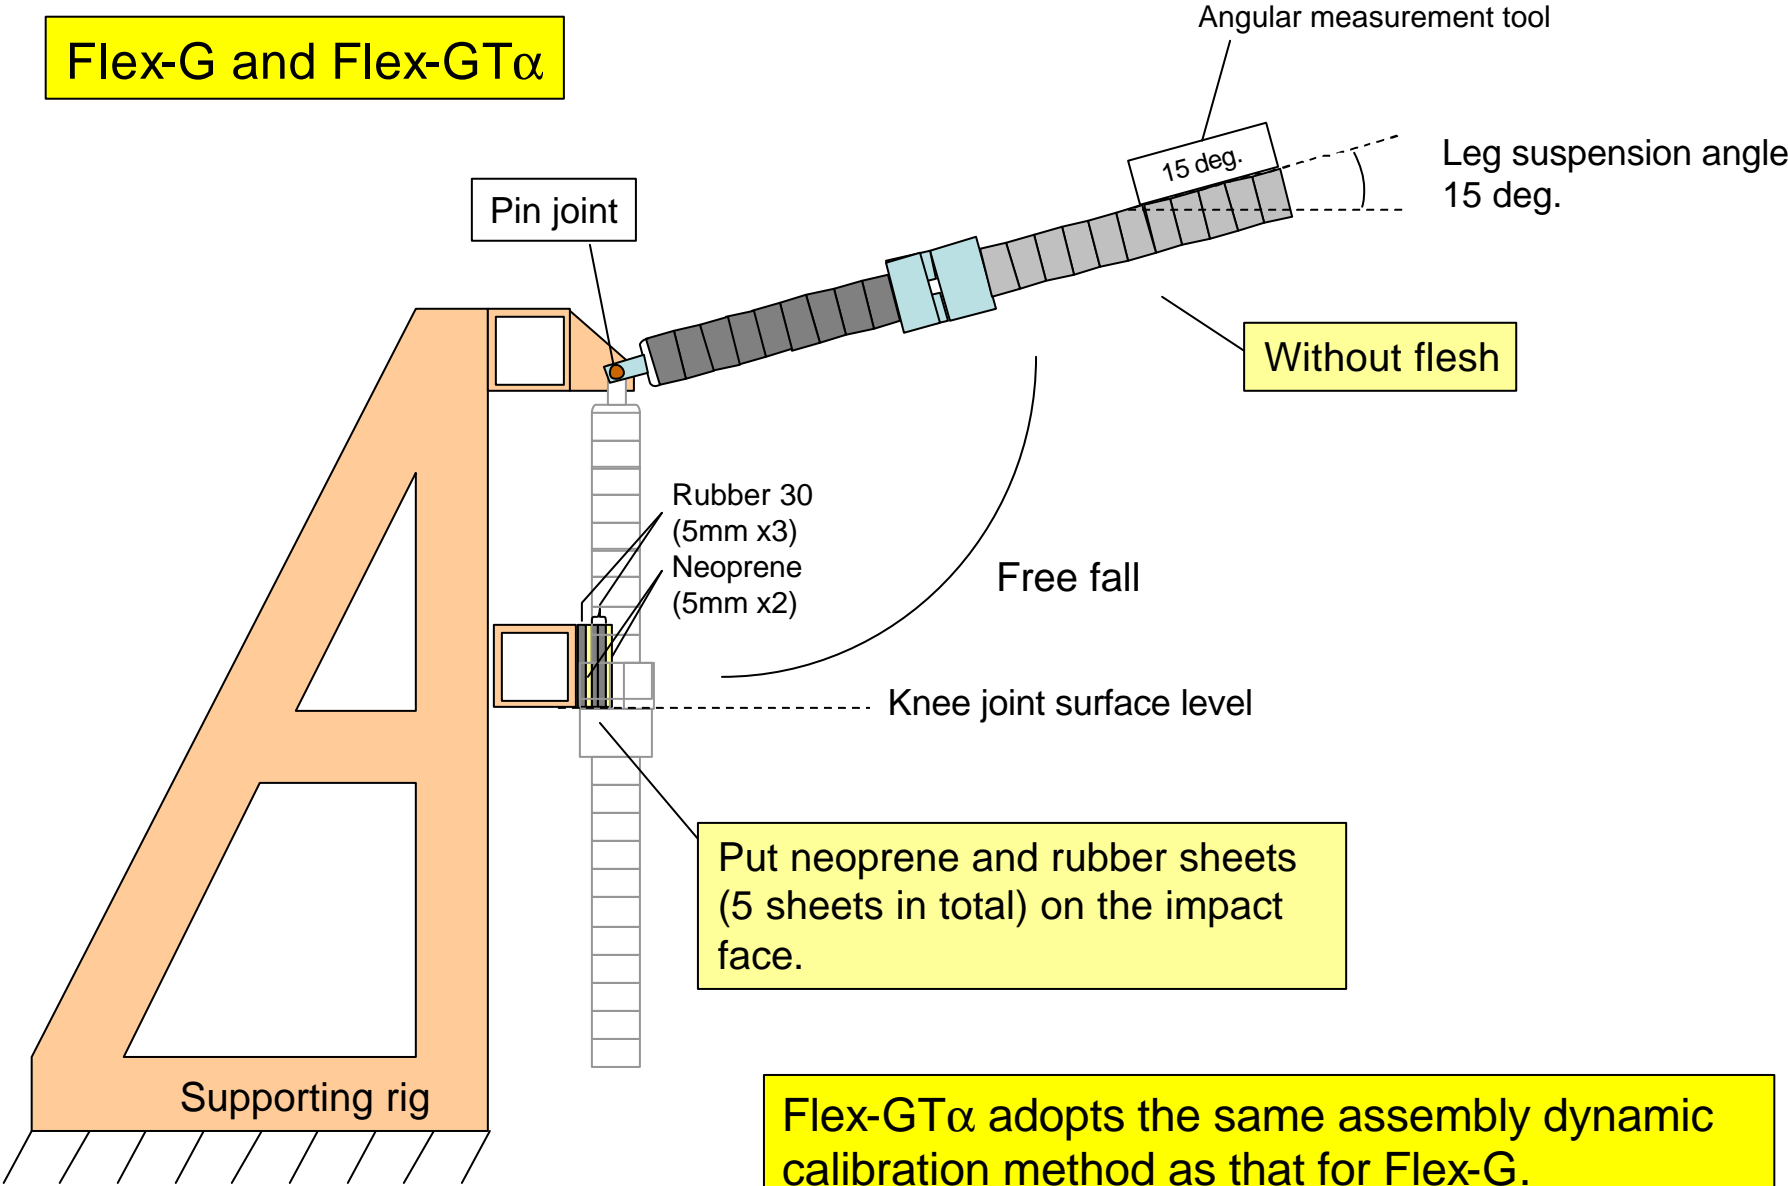 Angular measurement tool
Flex-G and Flex-GTα
15 deg.
Leg suspension angle
15 deg.
Pin joint
Without flesh
Rubber 30
(5mm x3)
Neoprene
(5mm x2)
Free fall
Knee joint surface level
Put neoprene and rubber sheets
(5 sheets in total) on the impact
face.
Supporting rig
Flex-GTα adopts the same assembly dynamic
calibration method as that for Flex-G.